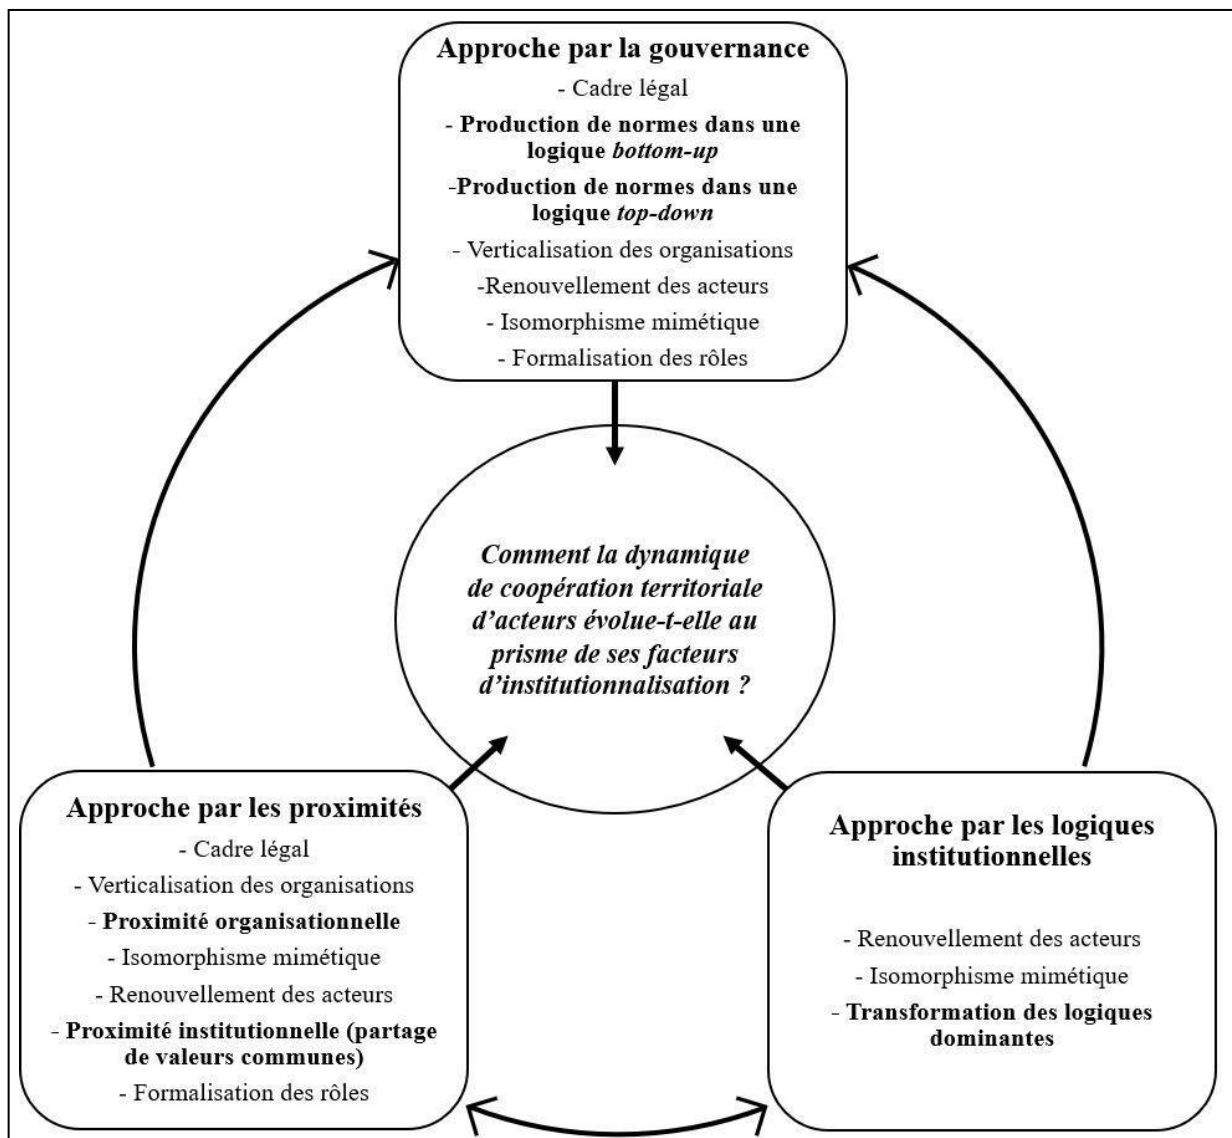 Approche par la gouvernance
- Cadre légal
- Production de normes dans une
logique bottom-up
-Production de normes dans une
logique top-down
- Verticalisation des organisations
-Renouvellement des acteurs
- Isomorphisme mimétique
- Formalisation des rôles
Comment la dynamique
de coopération territoriale
d’acteurs évolue-t-elle au
prisme de ses facteurs
d’institutionnalisation ?
Approche par les proximités
- Cadre légal
- Verticalisation des organisations
- Proximité organisationnelle
- Isomorphisme mimétique
- Renouvellement des acteurs
- Proximité institutionnelle (partage
de valeurs communes)
- Formalisation des rôles
Approche par les logiques
institutionnelles
- Renouvellement des acteurs
- Isomorphisme mimétique
- Transformation des logiques
dominantes